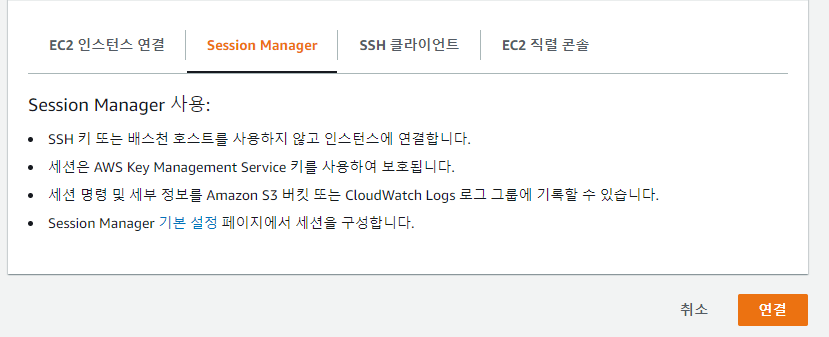 EC2 인스턴스 연결 Session Manager SSH 클라이언트 EC2 직렬 콘솔
Session Manager 사용:
• SSH 키 또는 배스천 호스트를 사용하지 않고 인스턴스에 연결합니다.
• 세션은 AWS Key Management Service 키를 사용하여 보호됩니다.
• 세션 명령 및 세부 정보를 Amazon S3 버킷 또는 CloudWatch Logs 로그 그룹에 기록할 수 있습니다.
• Session Manager 기본 설정 페이지에서 세션을 구성합니다.
취소 연결